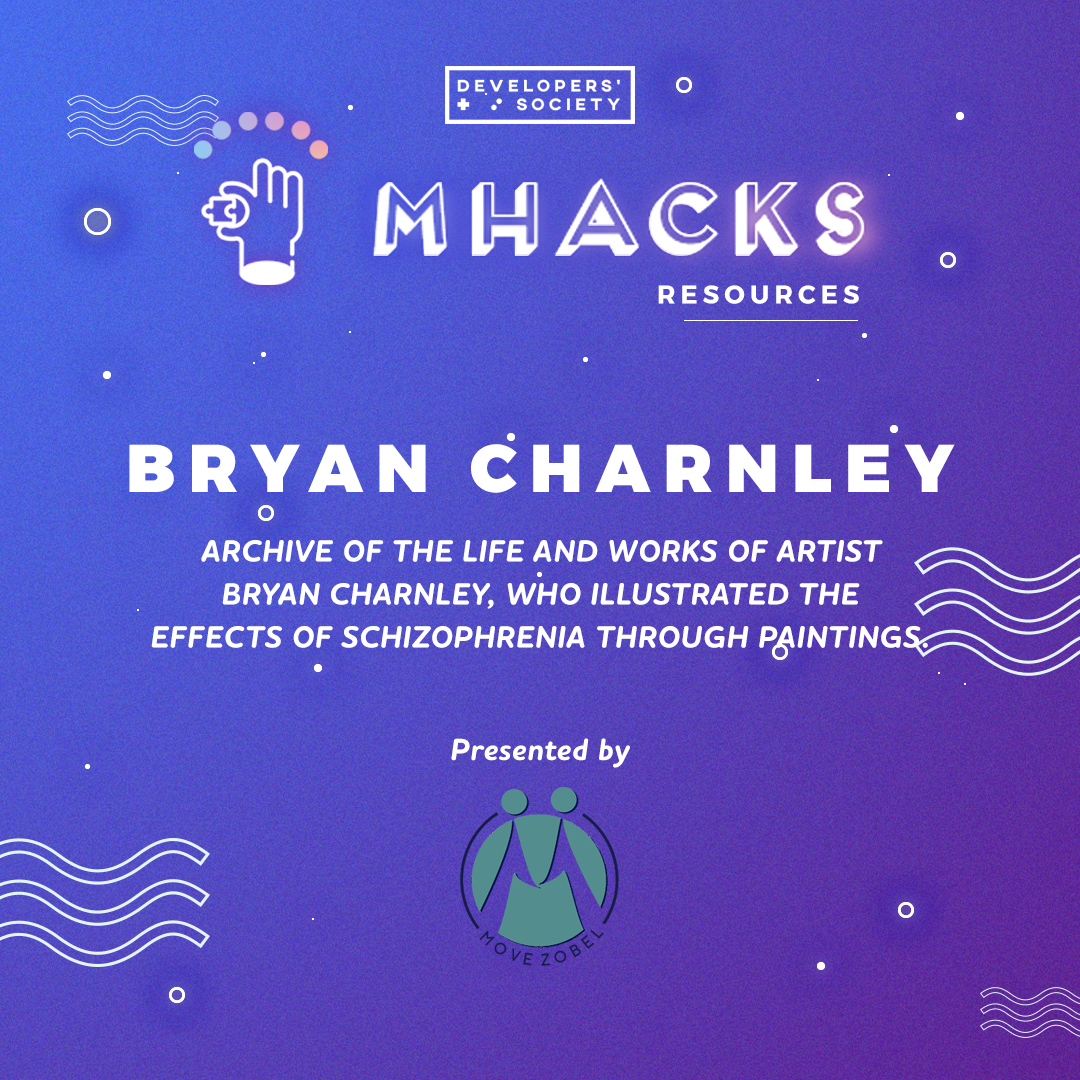 DEVELOPERS'
SOCIETY
MHACKS
RESOURCES
BRYAN CHARNLEY
ARCHIVE OF THE LIFE AND WORKS OF ARTIST
BRYAN CHARNLEY, WHO ILLUSTRATED THE
EFFECTS OF SCHIZOPHRENIA THROUGH PAINTINGS.
Presented by
MOVE ZOBEL